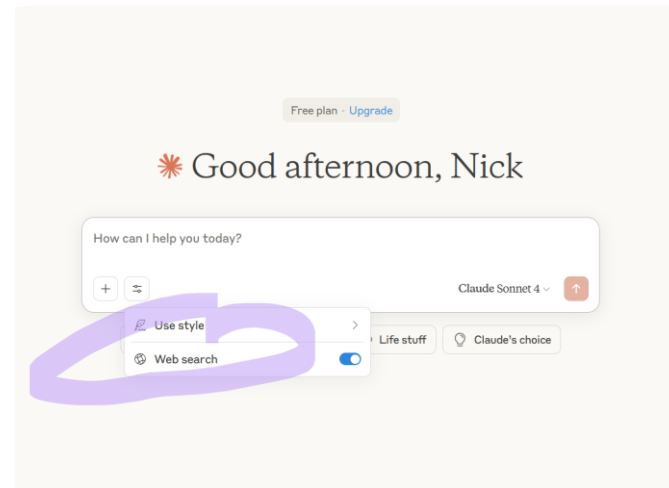 Free plan · Upgrade
Good afternoon, Nick
How can I help you today?
Claude Sonnet 4
Use style
Life stuff
Claude's choice
Web search